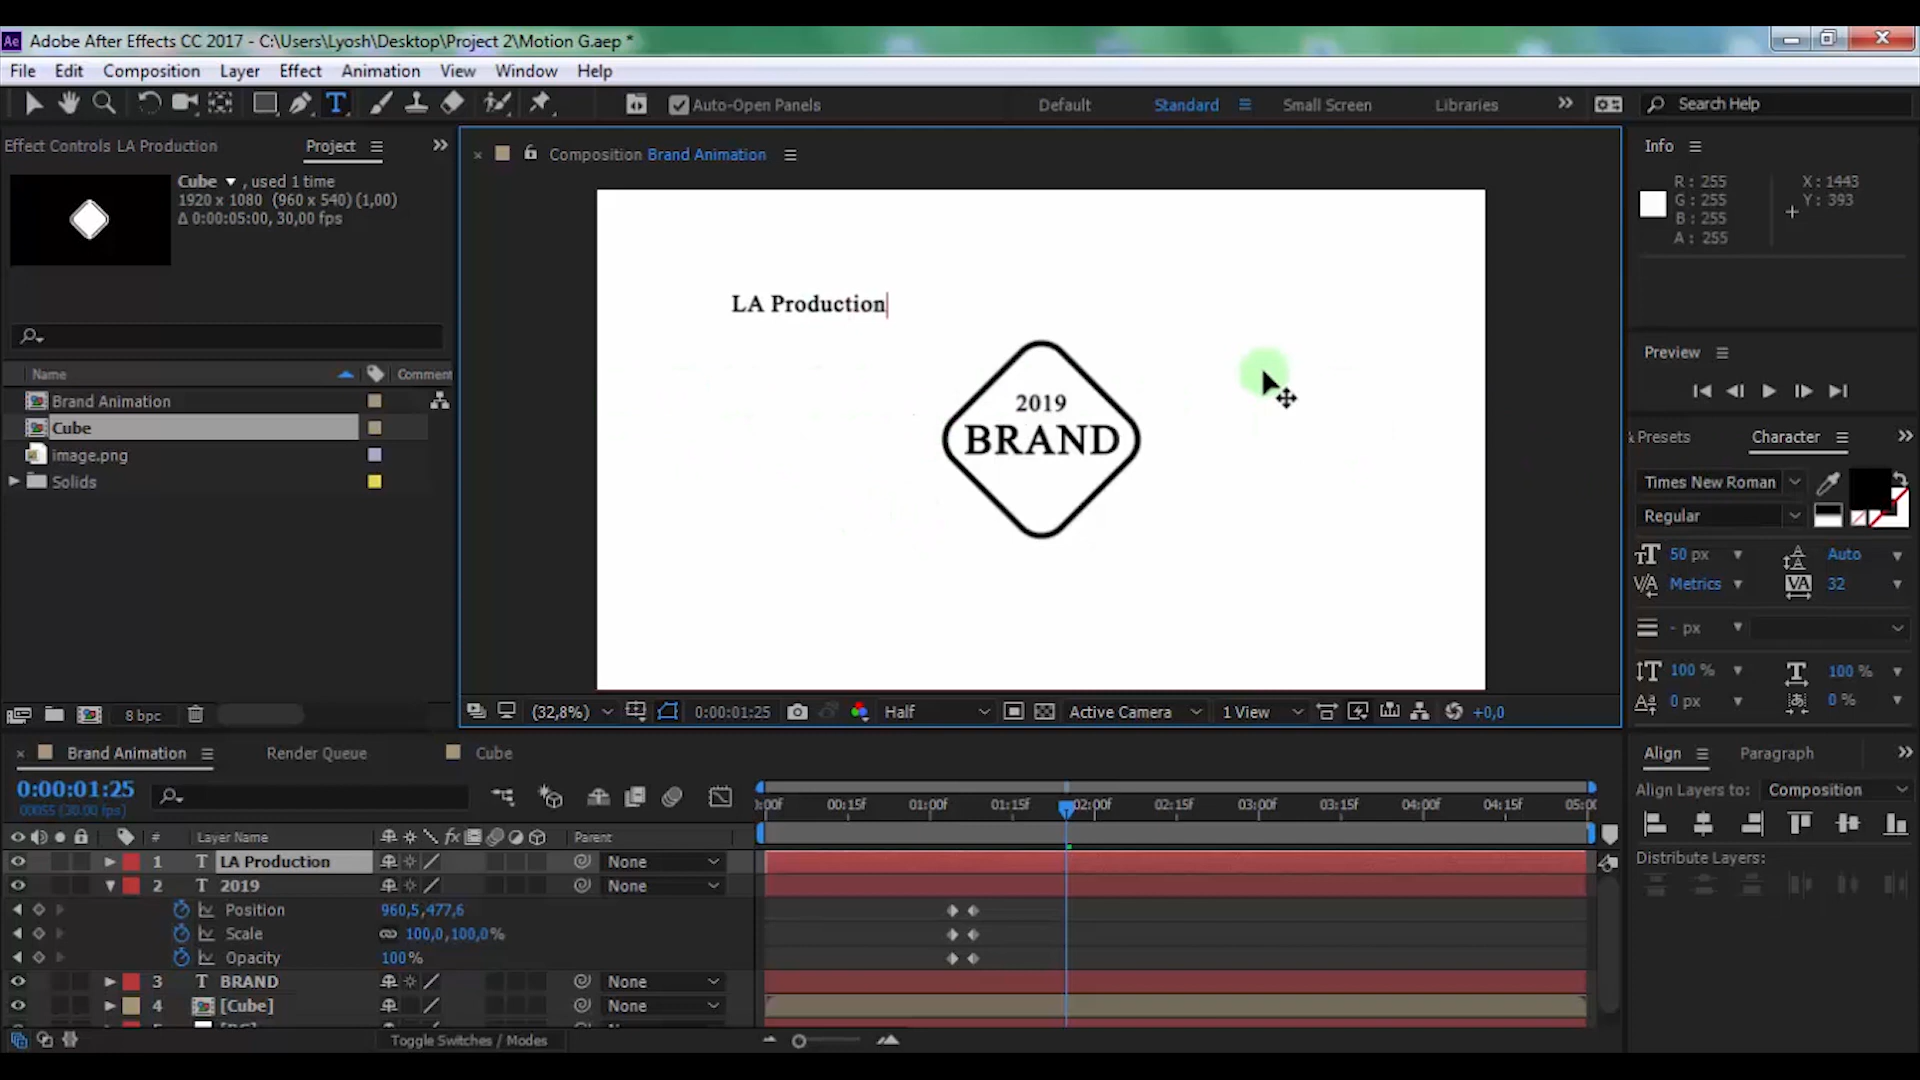 Adobe After Effects CC 2017 - C:\Users\Lyosh\Desktop\Project 2\Motion G.aep *
File Edit Composition Layer Effect Animation View Window Help
T Auto-Open Panels Default Standard Small Screen Libraries Search Help
Effect Controls LA Production Project
Composition Brand Animation
Info
Cube , used 1 time
1920 x 1080 (960 x 540) (1,00)
Δ 0:00:05:00, 30,00 fps
R: 255
G: 255
B: 255
A: 255
X: 1443
Y: 393
LA Production
2019
BRAND
Preview
Name Comment
Brand Animation
Cube
image.png
Solids
& Presets Character
Times New Roman
Regular
50 px Auto
Metrics 32
- px
100 % 100 %
0 px 0 %
8 bpc
(32,8%) 0:00:01:25 Half Active Camera 1 View +0,0
Brand Animation Render Queue Cube
Align Paragraph
0:00:01:25
00055 (30.00 fps)
:00f 00:15f 01:00f 01:15f 02:00f 02:15f 03:00f 03:15f 04:00f 04:15f 05:00
Align Layers to: Composition
Distribute Layers:
# Layer Name fx Parent
1 T LA Production None
2 T 2019 None
Position 960,5,477,6
Scale 100,0,100,0%
Opacity 100%
3 T BRAND None
4 [Cube] None
Toggle Switches / Modes